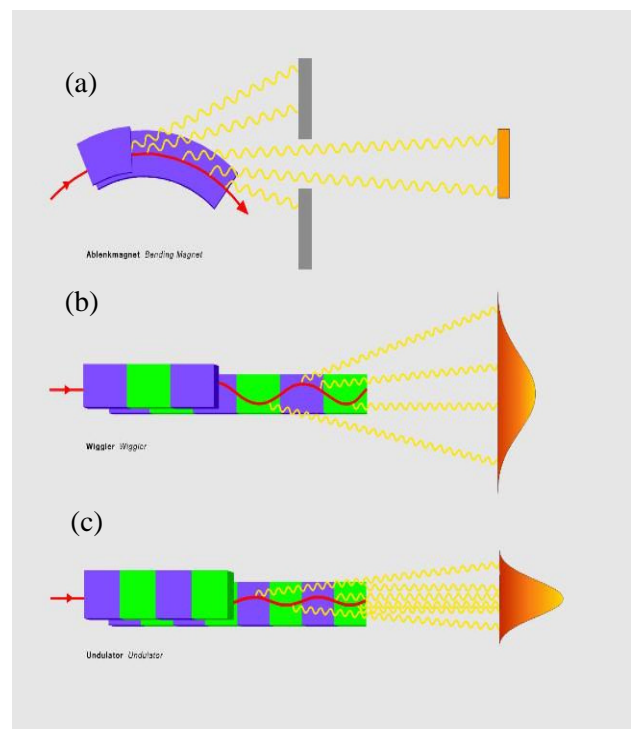 (a)
Ablenkmagnet Bending Magnet
(b)
Wiggler Wiggler
(c)
Undulator Undulator